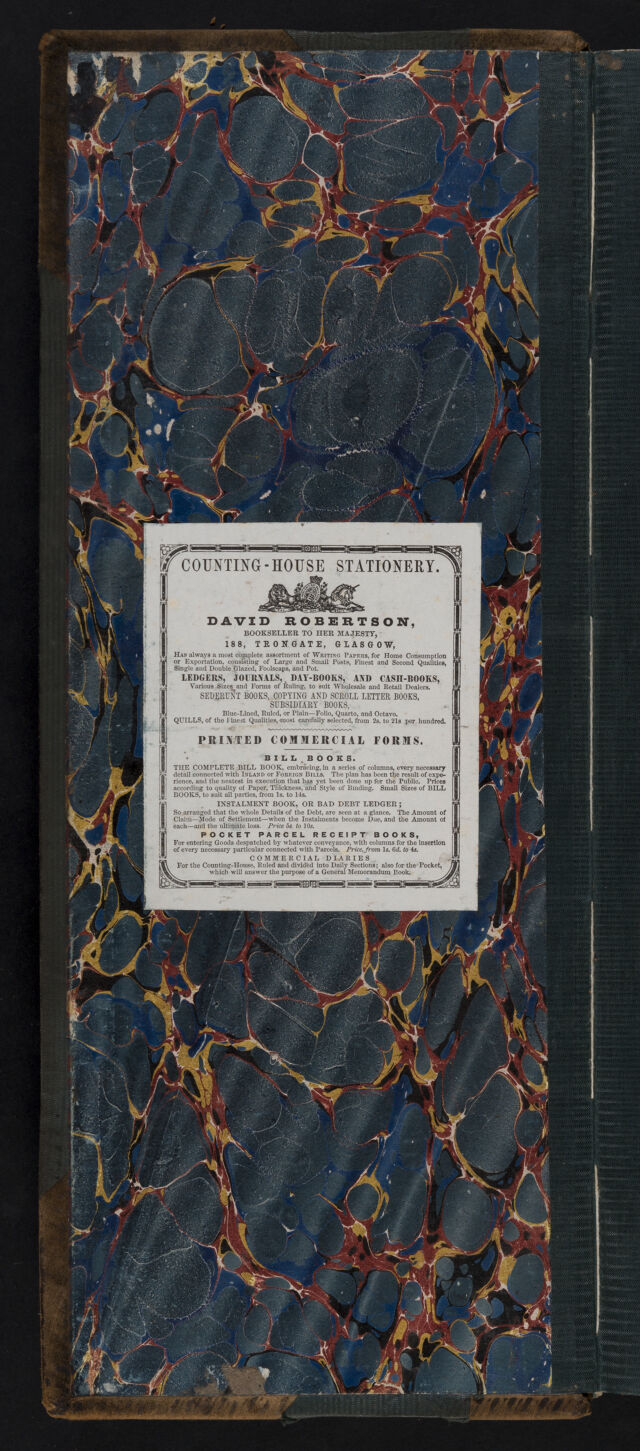 COUNTING-HOUSE STATIONERY.
DAVID ROBERTSON,
BOOKSELLER TO HER MAJESTY,
188, TRONGATE, GLASGOW,
HAS always a most complete assortment of WRITING PAPERS, for Home Consumption
or Exportation, consisting of Large and Small Posts, Finest and Second Qualities,
Single and Double Glazed, Foolscaps, and Pot.
LEDGERS, JOURNALS, DAY-BOOKS, AND CASH-BOOKS,
Various Sizes and Forms of Ruling, to suit Wholesale and Retail Dealers.
SEDERUNT BOOKS, COPYING AND SCROLL LETTER BOOKS,
SUBSIDIARY BOOKS,
Blue-Lined, Ruled, or Plain—Folio, Quarto, and Octavo.
QUILLS, of the Finest Qualities, most carefully selected, from 2s. to 21s per hundred.
PRINTED COMMERCIAL FORMS.
BILL BOOKS.
THE COMPLETE BILL BOOK, embracing, in a series of columns, every necessary
detail connected with INLAND or FOREIGN BILLS. The plan has been the result of expe-
rience, and the neatest in execution that has yet been done up for the Public. Prices
according to quality of Paper, Thickness, and Style of Binding. Small Sizes of BILL
BOOKS, to suit all parties, from 1s. to 14s.
INSTALMENT BOOK, OR BAD DEBT LEDGER;
So arranged that the whole Details of the Debt, are seen at a glance. The Amount of
Claim—Mode of Settlement—when the Instalments become Due, and the Amount of
each—and the ultimate loss. Price 5s. to 10s.
POCKET PARCEL RECEIPT BOOKS,
For entering Goods despatched by whatever conveyance, with columns for the insertion
of every necessary particular connected with Parcels. Price, from 1s. 6d. to 4s.
COMMERCIAL DIARIES
For the Counting-House, Ruled and divided into Daily Sections; also for the Pocket,
which will answer the purpose of a General Memorandum Book.
5